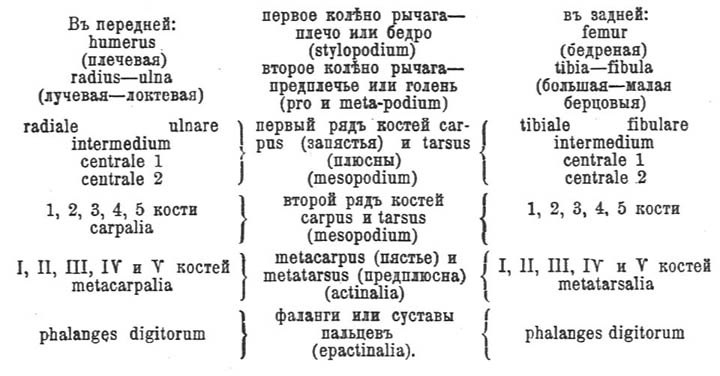 Въ передней:
humerus
(плечевая)
radius—ulna
(лучевая—локтевая)
первое колѣно рычага—
плечо или бедро
(stylopodium)
второе колѣно рычага—
предплечье или голень
(pro и meta-podium)
въ задней:
femur
(бедреная)
tibia—fibula
(большая—малая
берцовыя)
radiale ulnare
intermedium
centrale 1
centrale 2
первый рядъ костей car-
pus (запястья) и tarsus
(плюсны)
(mesopodium)
tibiale fibulare
intermedium
centrale 1
centrale 2
1, 2, 3, 4, 5 кости
carpalia
второй рядъ костей
carpus и tarsus
(mesopodium)
1, 2, 3, 4, 5 кости
I, II, III, IV и V костей
metacarpalia
metacarpus (пястье) и
metatarsus (предплюсна)
(actinalia)
I, II, III, IV и V костей
metatarsalia
phalanges digitorum
фаланги или суставы
пальцевъ
(epactinalia).
phalanges digitorum